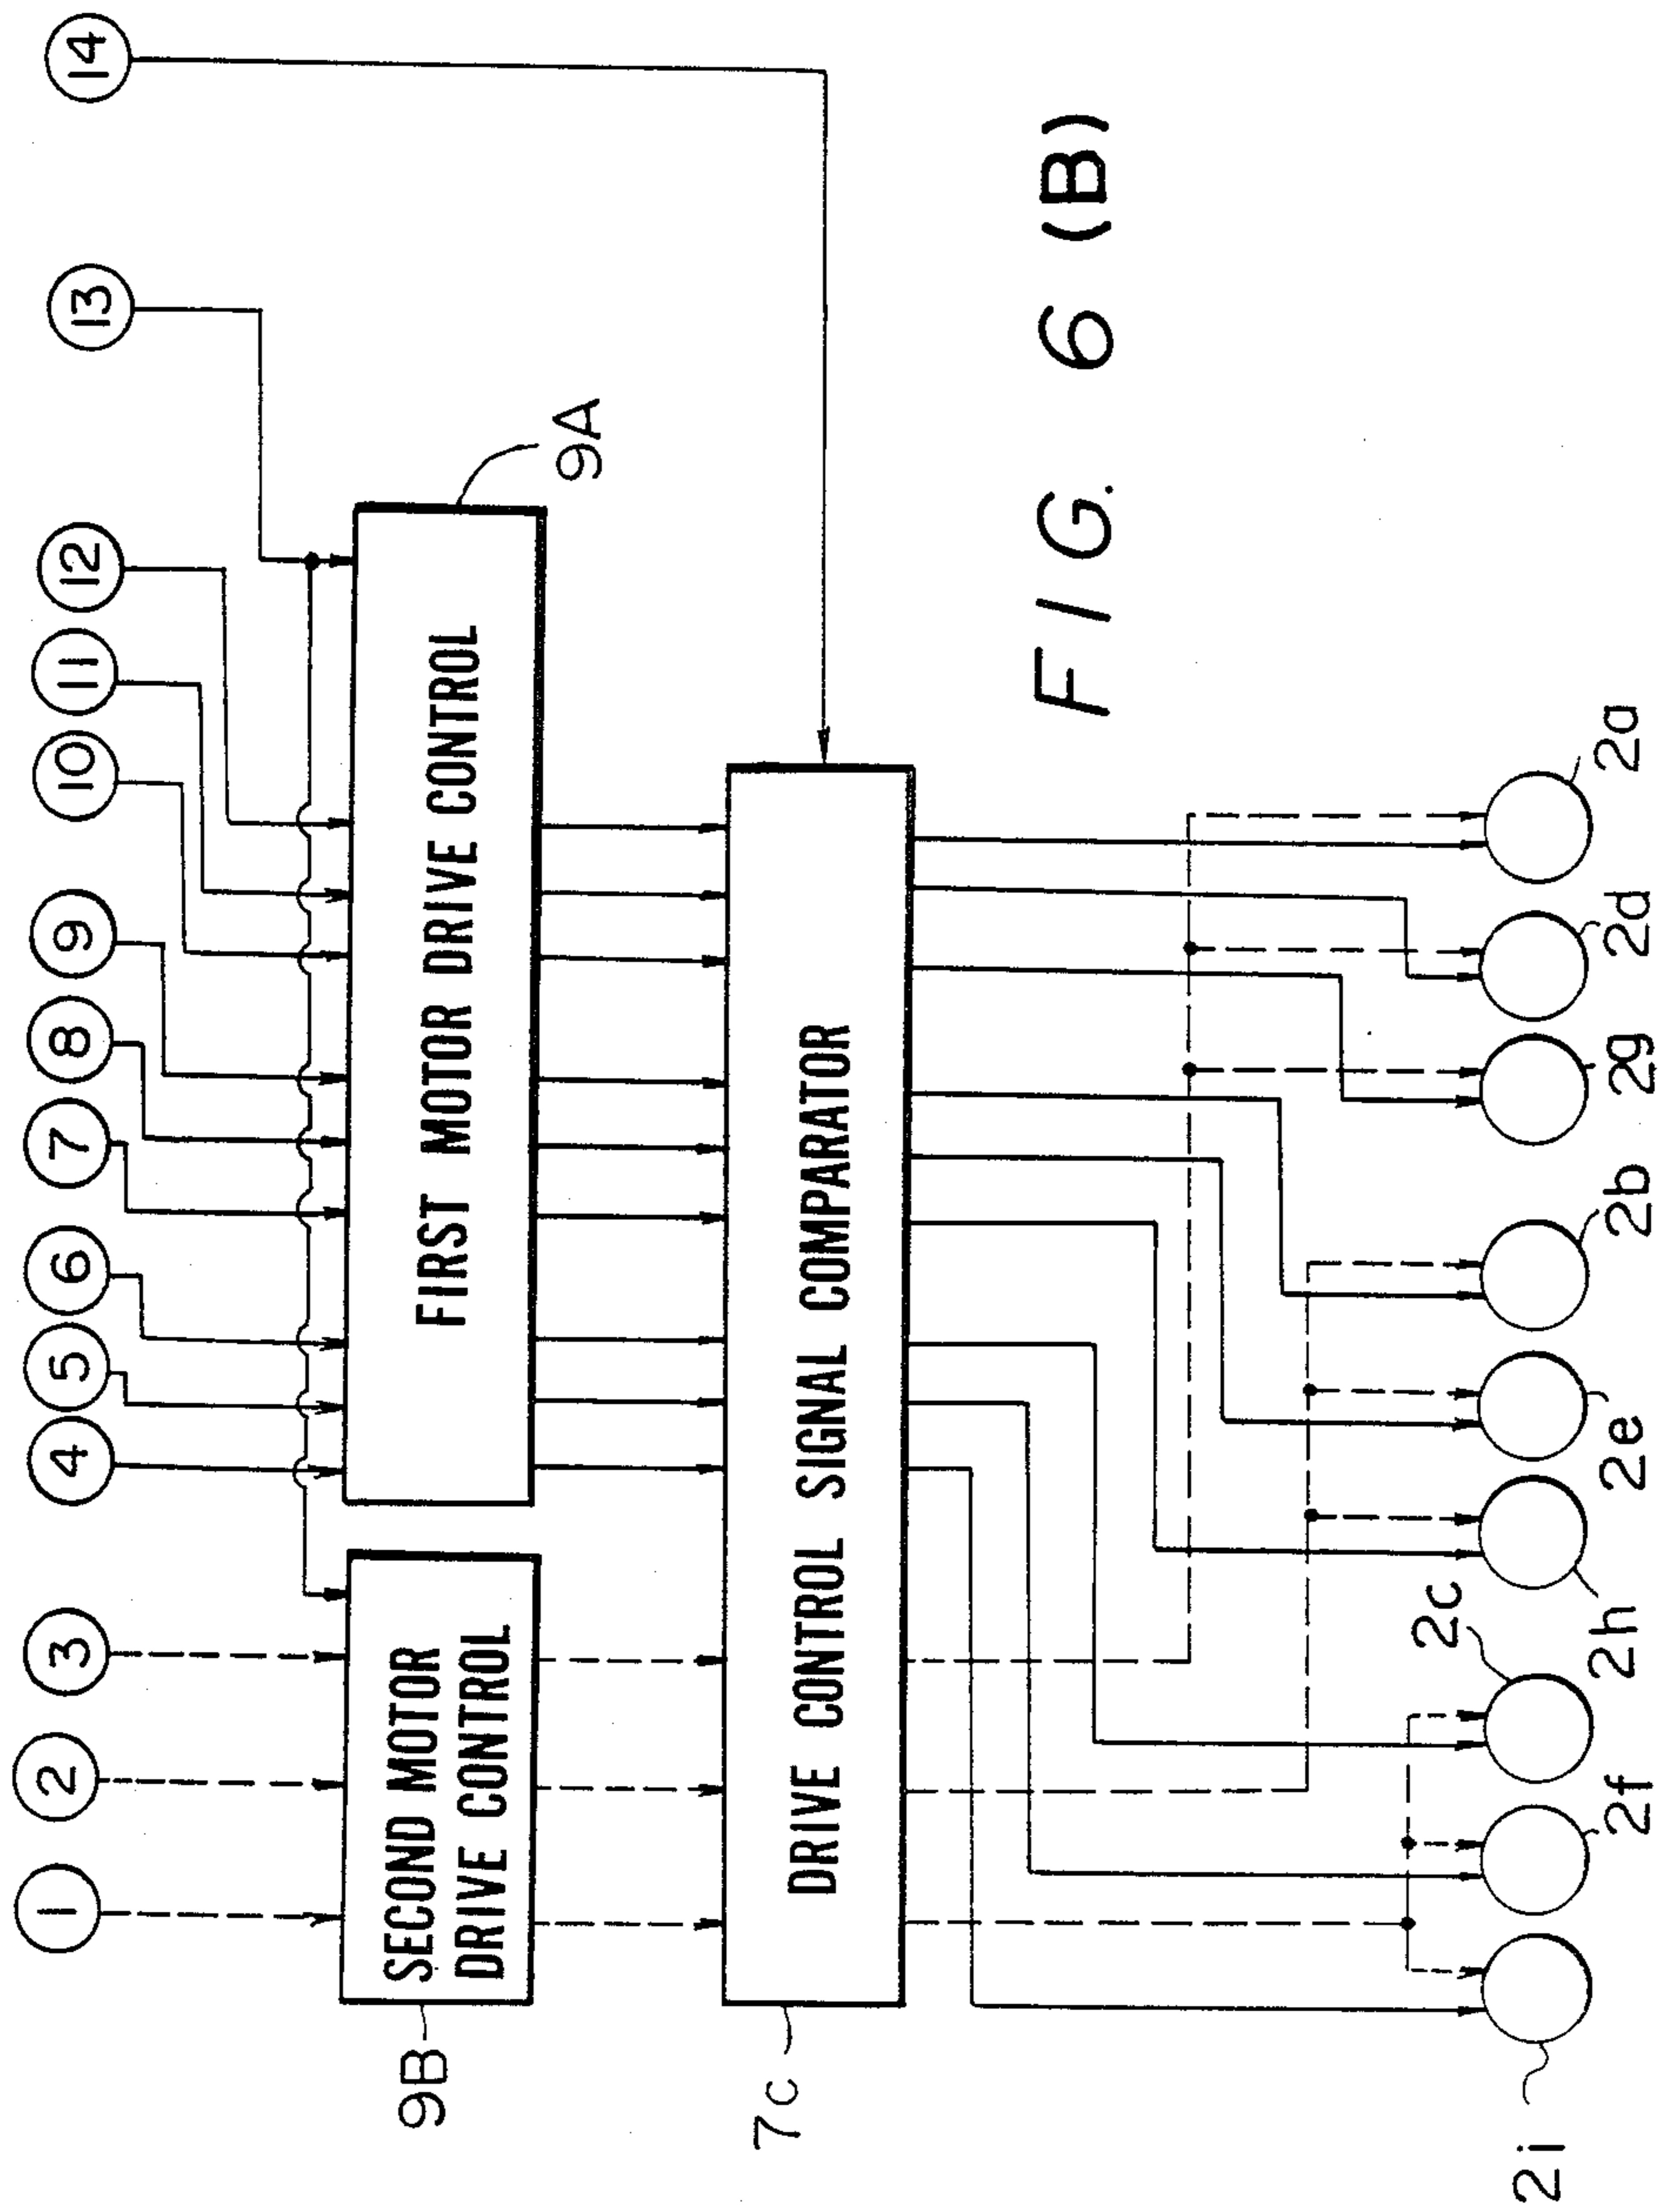 1
2
3
4
5
6
7
8
9
10
11
12
13
14
9B
SECOND MOTOR
DRIVE CONTROL
FIRST MOTOR DRIVE CONTROL
9A
7c
DRIVE CONTROL SIGNAL COMPARATOR
FIG. 6 (B)
2i
2f
2c
2h
2e
2b
2g
2d
2a